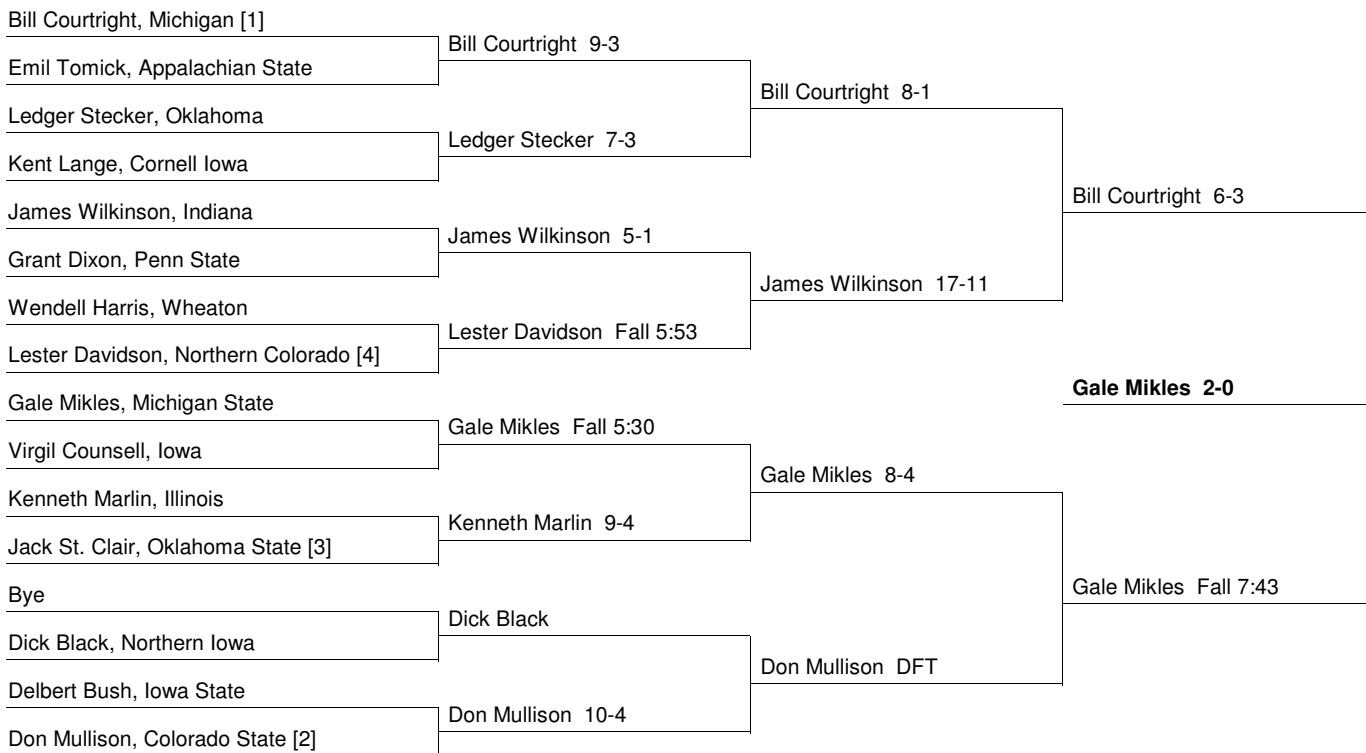 Bill Courtright, Michigan [1]
Emil Tomick, Appalachian State
Ledger Stecker, Oklahoma
Kent Lange, Cornell Iowa
James Wilkinson, Indiana
Grant Dixon, Penn State
Wendell Harris, Wheaton
Lester Davidson, Northern Colorado [4]
Gale Mikles, Michigan State
Virgil Counsell, Iowa
Kenneth Marlin, Illinois
Jack St. Clair, Oklahoma State [3]
Bye
Dick Black, Northern Iowa
Delbert Bush, Iowa State
Don Mullison, Colorado State [2]
Bill Courtright 9-3
Ledger Stecker 7-3
James Wilkinson 5-1
Lester Davidson Fall 5:53
Gale Mikles Fall 5:30
Kenneth Marlin 9-4
Dick Black
Don Mullison 10-4
Bill Courtright 8-1
James Wilkinson 17-11
Gale Mikles 8-4
Don Mullison DFT
Bill Courtright 6-3
Gale Mikles Fall 7:43
Gale Mikles 2-0